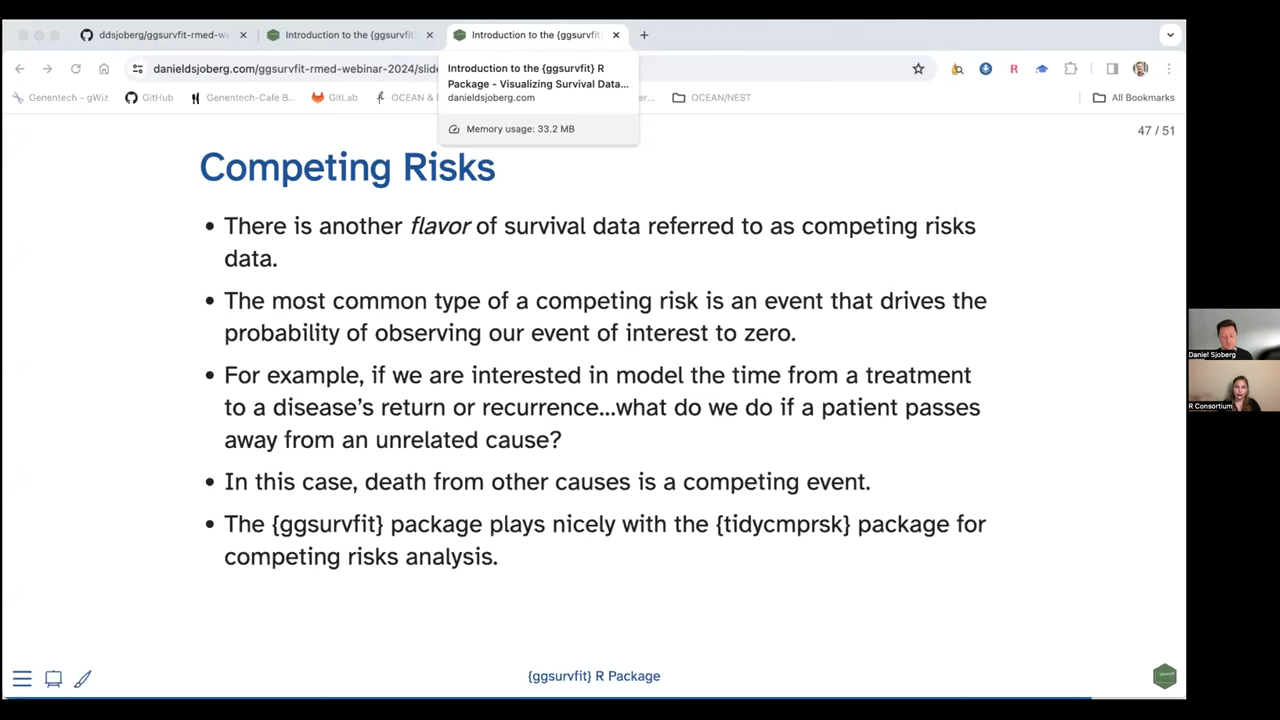 ddsjoberg/ggsurvfit-rmed-we
Introduction to the {ggsurvfit}
Introduction to the {ggsurvfit}
danieldsjoberg.com/ggsurvfit-rmed-webinar-2024/slide
Introduction to the {ggsurvfit} R
Package - Visualizing Survival Data...
danieldsjoberg.com
Memory usage: 33.2 MB
Genentech - gWiz
GitHub
Genentech-Cafe B...
GitLab
OCEAN &
er...
OCEAN/NEST
All Bookmarks
47 / 51
Competing Risks
• There is another flavor of survival data referred to as competing risks
data.
• The most common type of a competing risk is an event that drives the
probability of observing our event of interest to zero.
• For example, if we are interested in model the time from a treatment
to a disease’s return or recurrence...what do we do if a patient passes
away from an unrelated cause?
• In this case, death from other causes is a competing event.
• The {ggsurvfit} package plays nicely with the {tidycmprsk} package for
competing risks analysis.
{ggsurvfit} R Package
Daniel Sjoberg
R Consortium